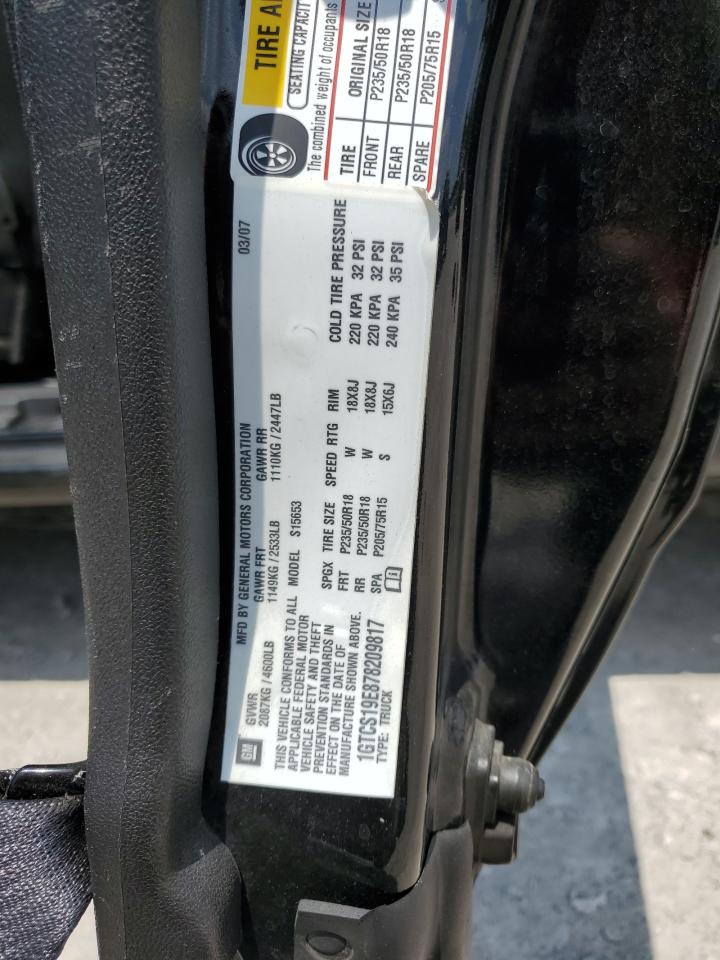 GM
MFD BY GENERAL MOTORS CORPORATION 03/07
GVWR GAWR FRT GAWR RR
2087KG / 4600LB 1149KG / 2533LB 1110KG / 2447LB
THIS VEHICLE CONFORMS TO ALL
APPLICABLE FEDERAL MOTOR
VEHICLE SAFETY AND THEFT
PREVENTION STANDARDS IN
EFFECT ON THE DATE OF
MANUFACTURE SHOWN ABOVE.
1GTCS19E878209817
TYPE: TRUCK
MODEL S15653
SPGX TIRE SIZE SPEED RTG RIM COLD TIRE PRESSURE
FRT P235/50R18 W 18X8J 220 KPA 32 PSI
RR P235/50R18 W 18X8J 220 KPA 32 PSI
SPA P205/75R15 S 15X6J 240 KPA 35 PSI
TIRE
SEATING CAPACIT
The combined weight of occupants
TIRE ORIGINAL SIZE
FRONT P235/50R18
REAR P235/50R18
SPARE P205/75R15